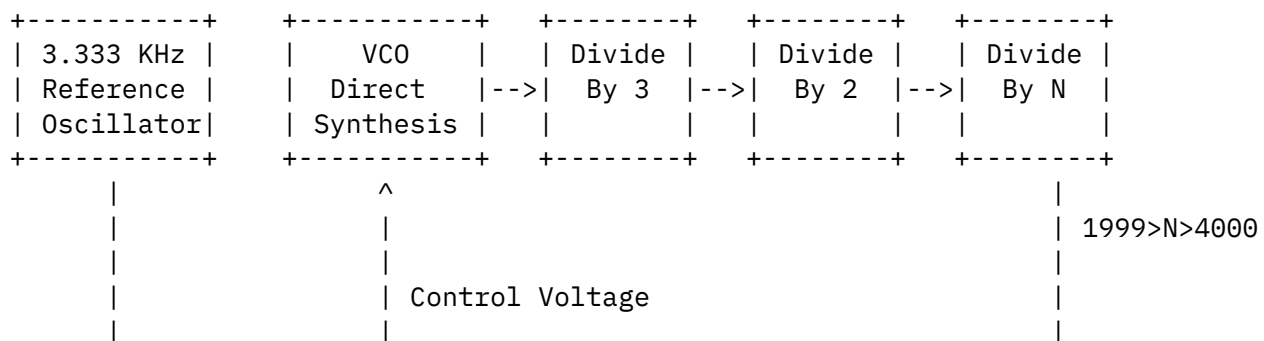 +-----------+    +-----------+   +--------+   +--------+   +--------+
| 3.333 KHz |    |    VCO    |   | Divide |   | Divide |   | Divide |
| Reference |    |  Direct   |-->|  By 3  |-->|  By 2  |-->|  By N  |
| Oscillator|    | Synthesis |   |        |   |        |   |        |
+-----------+    +-----------+   +--------+   +--------+   +--------+
      |                ^                                       |
      |                |                                       | 1999>N>4000
      |                |                                       |
      |                | Control Voltage                       |
      |                |                                       |